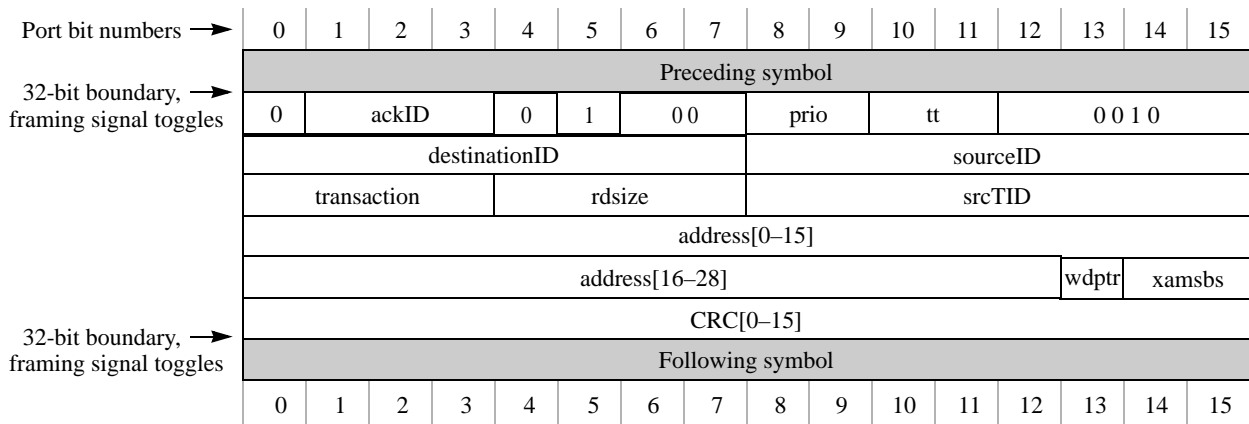 Port bit numbers 0 1 2 3 4 5 6 7 8 9 10 11 12 13 14 15
Preceding symbol
32-bit boundary,
framing signal toggles
0 ackID 0 1 0 0 prio tt 0 0 1 0
destinationID sourceID
transaction rdsize srcTID
address[0–15]
address[16–28] wdptr xamsbs
CRC[0–15]
32-bit boundary,
framing signal toggles
Following symbol
0 1 2 3 4 5 6 7 8 9 10 11 12 13 14 15